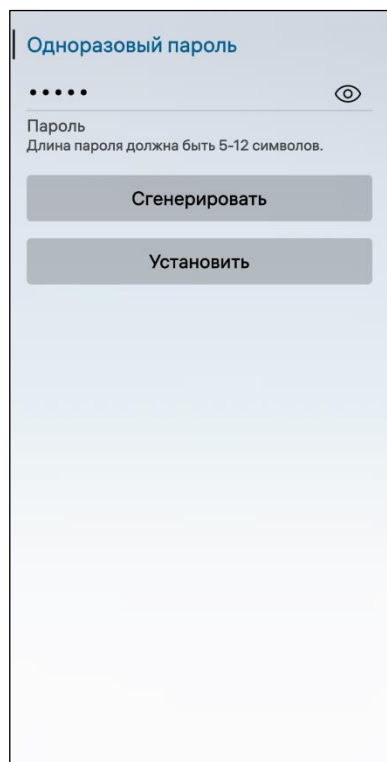 Одноразовый пароль
•••••
Пароль
Длина пароля должна быть 5-12 символов.
Сгенерировать
Установить